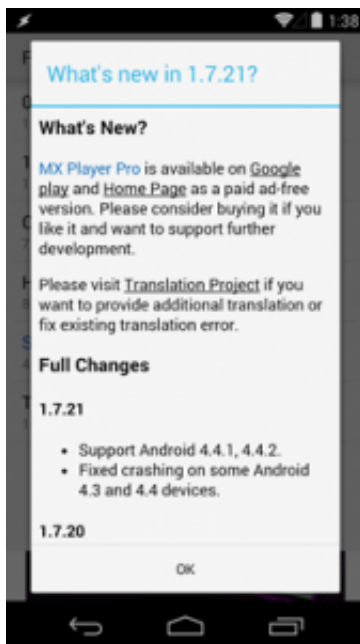 1:38
What's new in 1.7.21?
What's New?
MX Player Pro is available on Google
play and Home Page as a paid ad-free
version. Please consider buying it if you
like it and want to support further
development.
Please visit Translation Project if you
want to provide additional translation or
fix existing translation error.
Full Changes
1.7.21
• Support Android 4.4.1, 4.4.2.
• Fixed crashing on some Android
4.3 and 4.4 devices.
1.7.20
OK